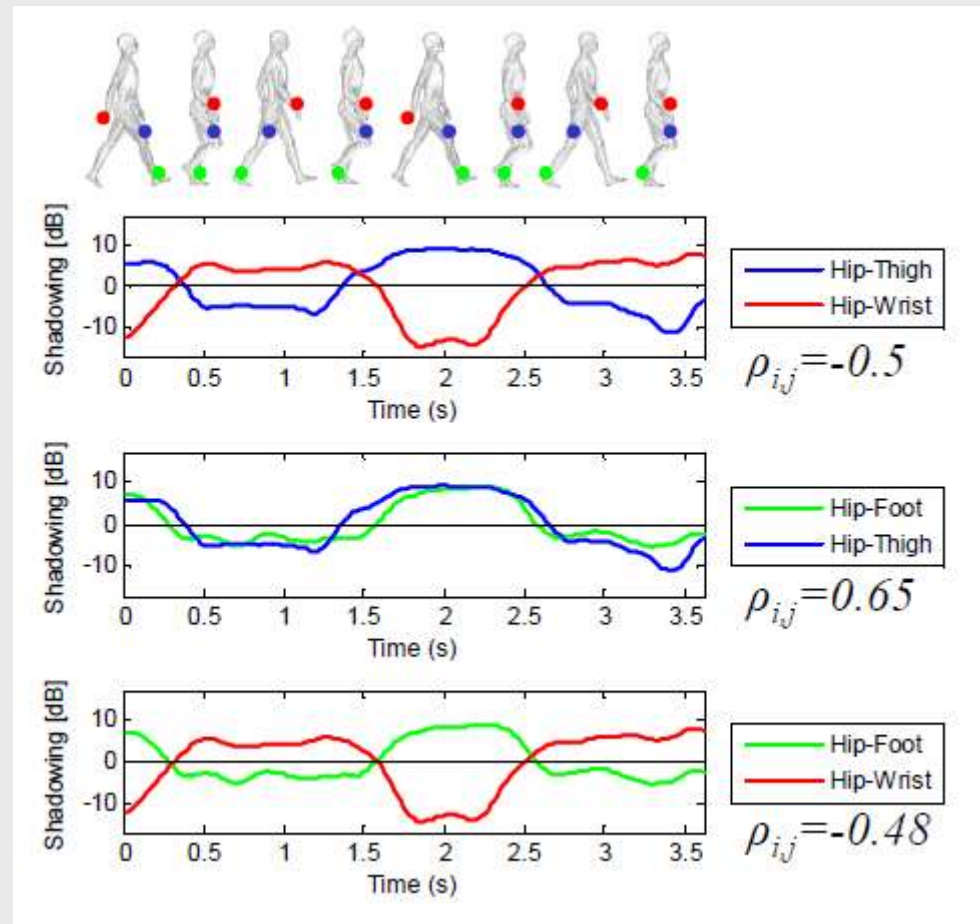 Shadowing [dB]
10
0
-10
0 0.5 1 1.5 2 2.5 3 3.5
Time (s)
Hip-Thigh
Hip-Wrist
ρi,j=-0.5
Shadowing [dB]
10
0
-10
0 0.5 1 1.5 2 2.5 3 3.5
Time (s)
Hip-Foot
Hip-Thigh
ρi,j=0.65
Shadowing [dB]
10
0
-10
0 0.5 1 1.5 2 2.5 3 3.5
Time (s)
Hip-Foot
Hip-Wrist
ρi,j=-0.48